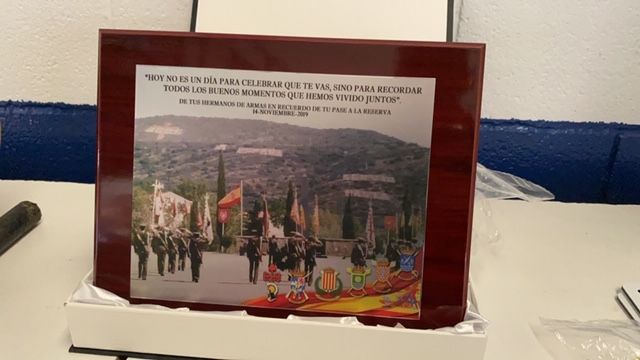 "HOY NO ES UN DÍA PARA CELEBRAR QUE TE VAS, SINO PARA RECORDAR
TODOS LOS BUENOS MOMENTOS QUE HEMOS VIVIDO JUNTOS".
DE TUS HERMANOS DE ARMAS EN RECUERDO DE TU PASE A LA RESERVA
14-NOVIEMBRE-2019